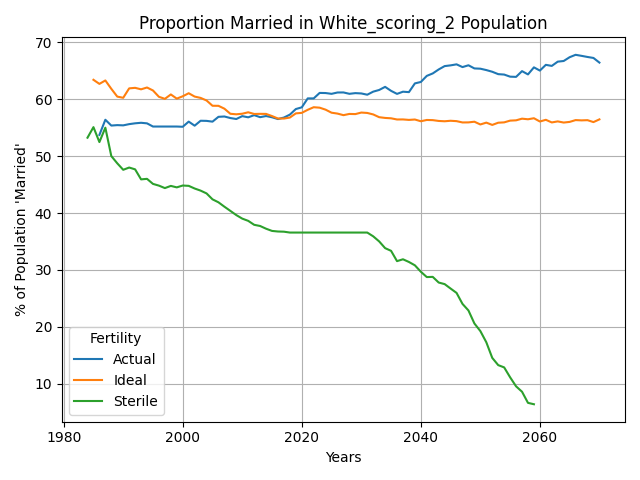 Proportion Married in White_scoring_2 Population
% of Population 'Married'
70
60
50
40
30
20
10
Fertility
Actual
Ideal
Sterile
1980
2000
2020
2040
2060
Years